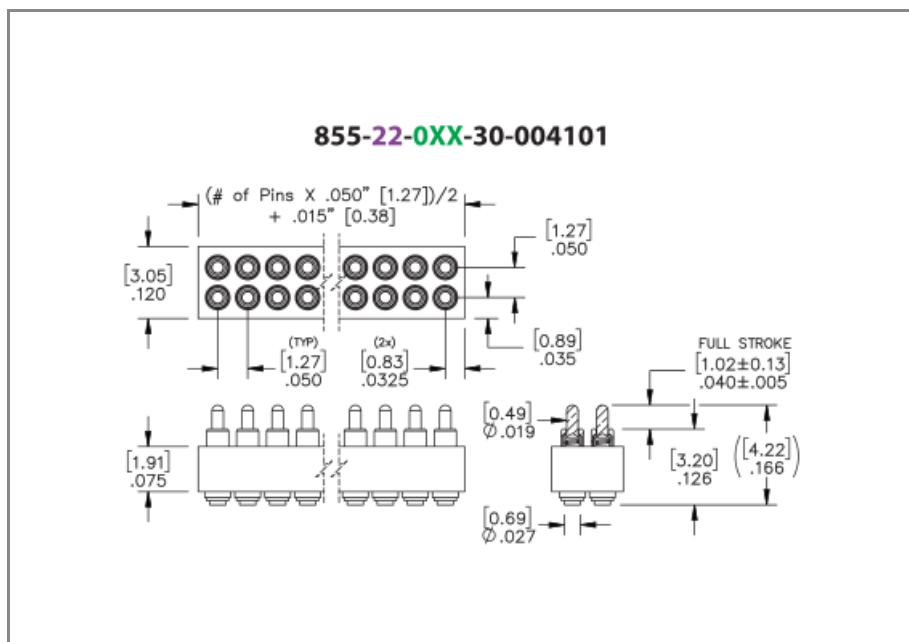 855-22-0XX-30-004101
(# of Pins X .050" [1.27])/2
+ .015" [0.38]
[1.27]
.050
[3.05]
.120
[0.89]
.035
(TYP)
[1.27]
.050
(2x)
[0.83]
.0325
FULL STROKE
[1.02±0.13]
.040±.005
[0.49]
Ø.019
[1.91]
.075
[3.20]
.126
([4.22]
.166)
[0.69]
Ø.027